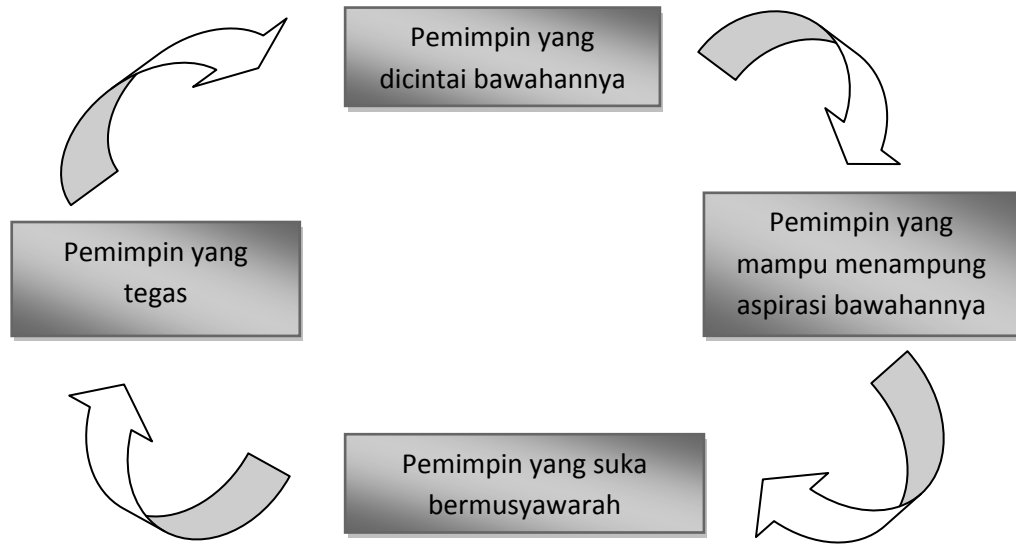 Pemimpin yang
dicintai bawahannya
Pemimpin yang
mampu menampung
aspirasi bawahannya
Pemimpin yang suka
bermusyawarah
Pemimpin yang
tegas